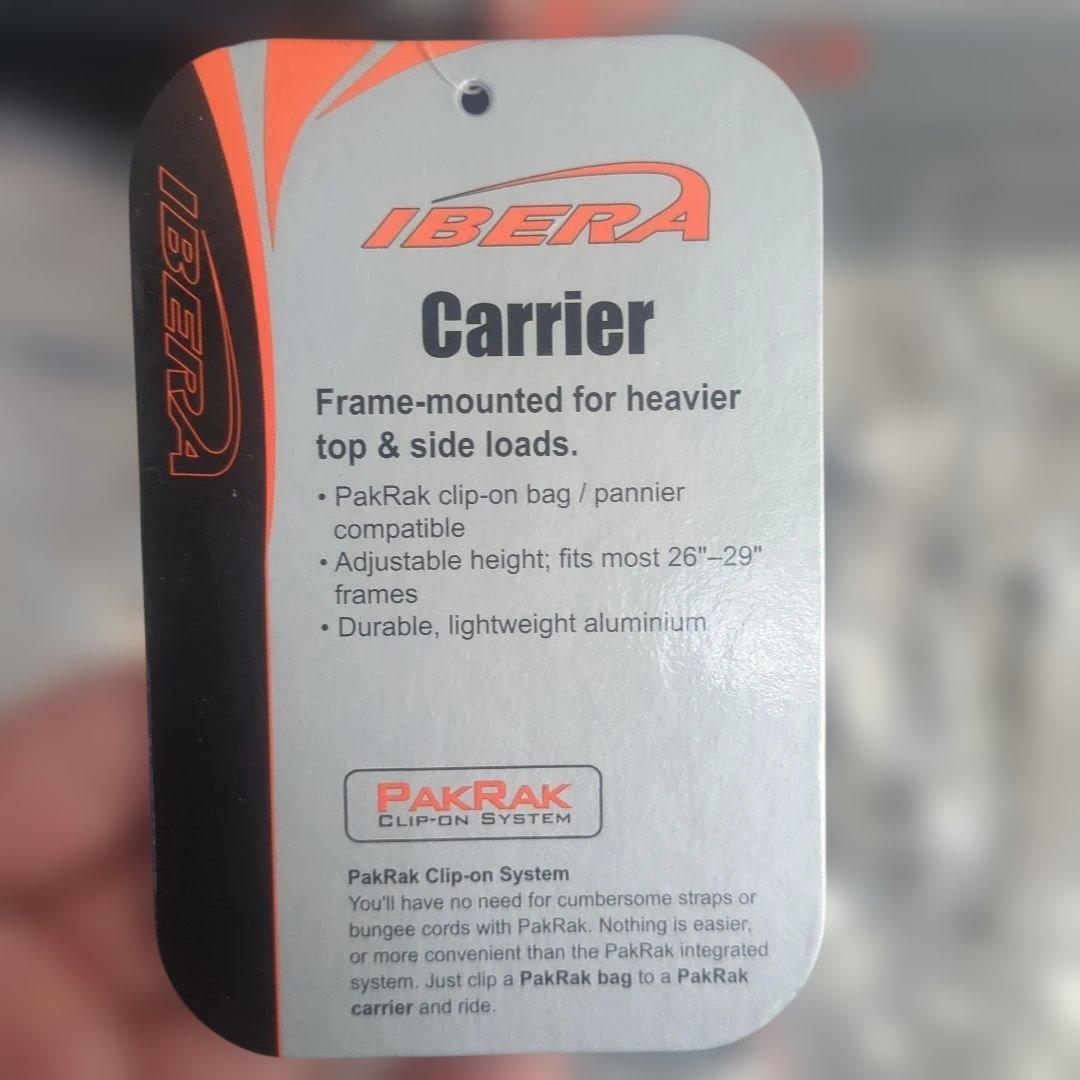 IBERA
IBERA
Carrier
Frame-mounted for heavier
top & side loads.
• PakRak clip-on bag / pannier
compatible
• Adjustable height; fits most 26"–29"
frames
• Durable, lightweight aluminium
PAKRAK
CLIP-ON SYSTEM
PakRak Clip-on System
You'll have no need for cumbersome straps or
bungee cords with PakRak. Nothing is easier,
or more convenient than the PakRak integrated
system. Just clip a PakRak bag to a PakRak
carrier and ride.